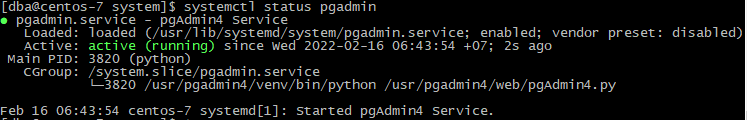 [dba@centos-7 system]$ systemctl status pgadmin
● pgadmin.service - pgAdmin4 Service
Loaded: loaded (/usr/lib/systemd/system/pgadmin.service; enabled; vendor preset: disabled)
Active: active (running) since Wed 2022-02-16 06:43:54 +07; 2s ago
Main PID: 3820 (python)
CGroup: /system.slice/pgadmin.service
└─3820 /usr/pgadmin4/venv/bin/python /usr/pgadmin4/web/pgAdmin4.py
Feb 16 06:43:54 centos-7 systemd[1]: Started pgAdmin4 Service.